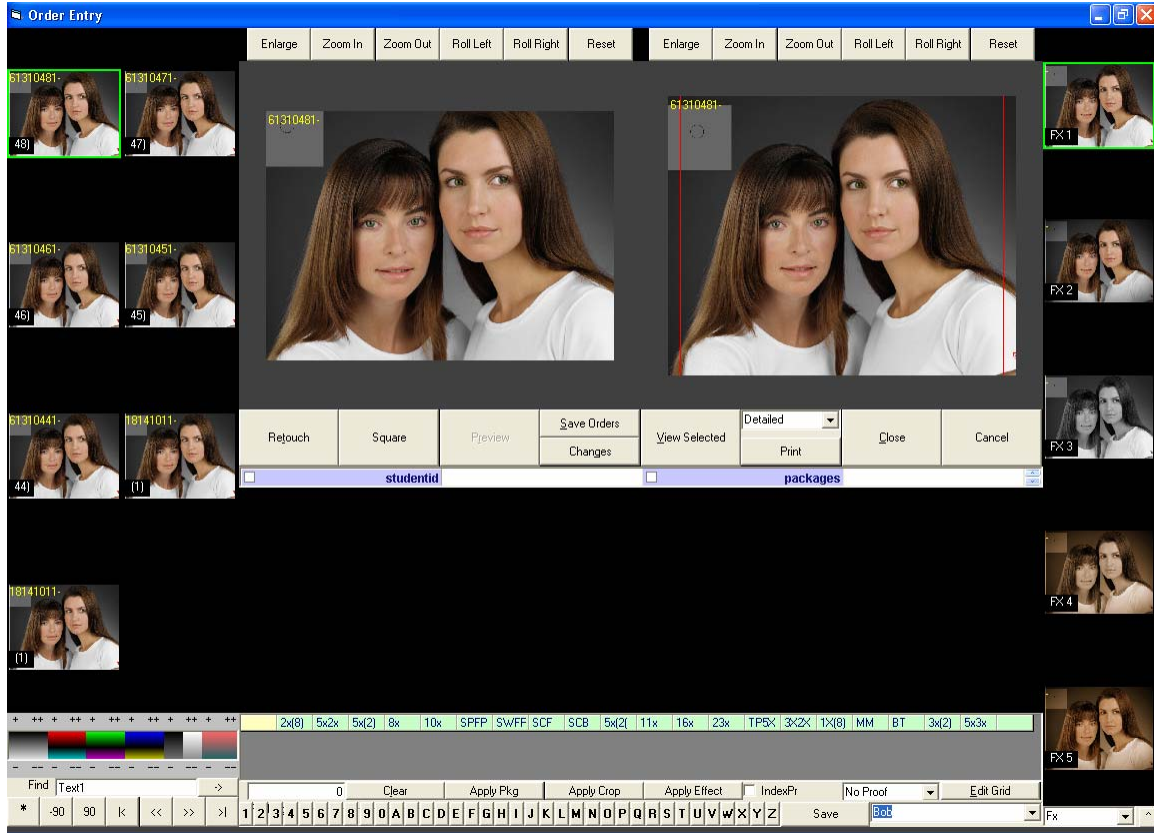 Order Entry
Enlarge Zoom In Zoom Out Roll Left Roll Right Reset Enlarge Zoom In Zoom Out Roll Left Roll Right Reset
61310481- 61310471-
48) 47)
61310481- 61310481-
FX 1
61310461- 61310451-
46) 45)
FX 2
61310441- 18141011-
44) (1)
FX 3
Retouch Square Preview Save Orders View Selected Detailed Close Cancel
Changes Print
studentid packages
18141011-
(1)
FX 4
+ ++ + ++ + ++ + ++ + ++ + ++
2x(8) 5x2x 5x(2) 8x 10x SPFP SWFF SCF SCB 5x(2( 11x 16x 23x TP5X 3X2X 1X(8) MM BT 3x(2) 5x3x
- -- - -- - -- - -- - -- - --
FX 5
Find Text1 ->
0 Clear Apply Pkg Apply Crop Apply Effect IndexPr No Proof Edit Grid
* -90 90 |< << >> >| 1 2 3 4 5 6 7 8 9 0 A B C D E F G H I J K L M N O P Q R S T U V W X Y Z Save Bob Fx ^